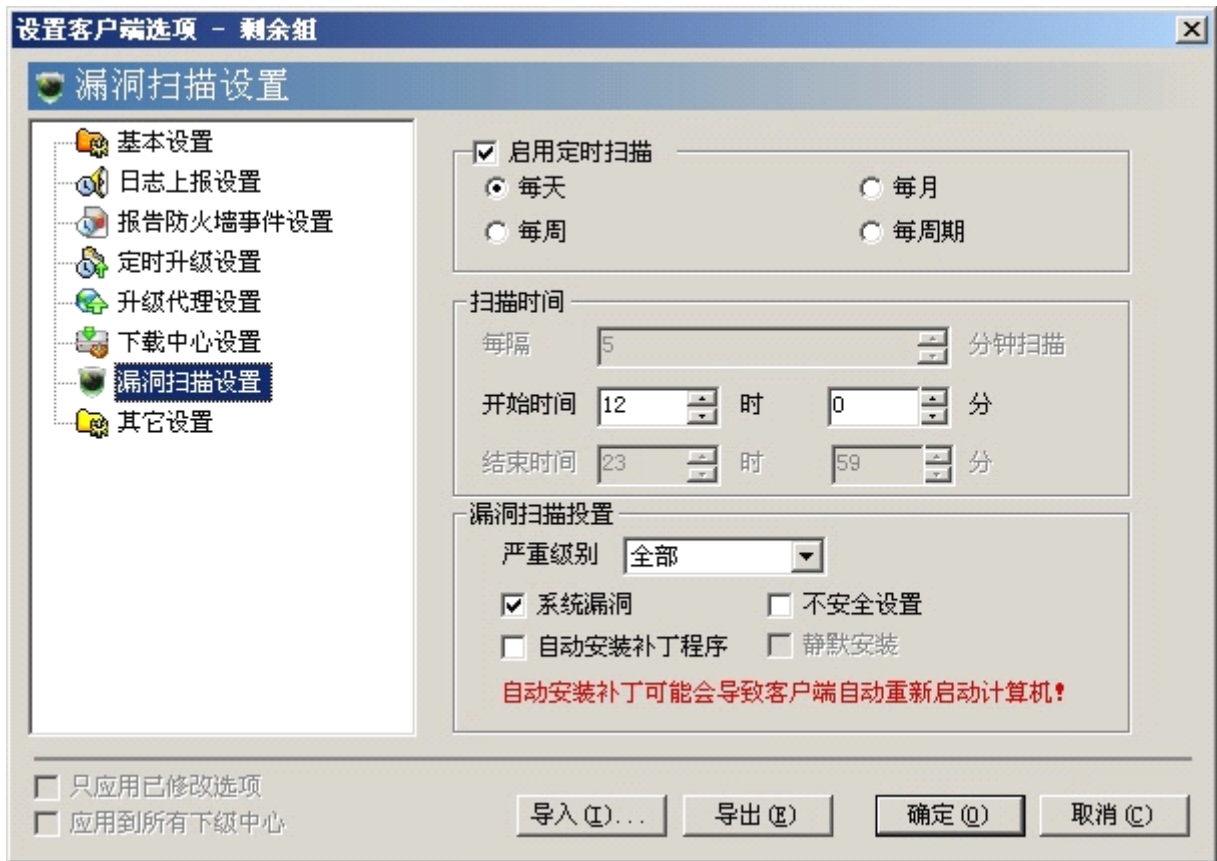 设置客户端选项 - 剩余组
漏洞扫描设置
基本设置
日志上报设置
报告防火墙事件设置
定时升级设置
升级代理设置
下载中心设置
漏洞扫描设置
其它设置
启用定时扫描
每天
每月
每周
每周期
扫描时间
每隔 5 分钟扫描
开始时间 12 时 0 分
结束时间 23 时 59 分
漏洞扫描投置
严重级别 全部
系统漏洞
不安全设置
自动安装补丁程序
静默安装
自动安装补丁可能会导致客户端自动重新启动计算机!
只应用已修改选项
应用到所有下级中心
导入(I)...
导出(E)
确定(O)
取消(C)